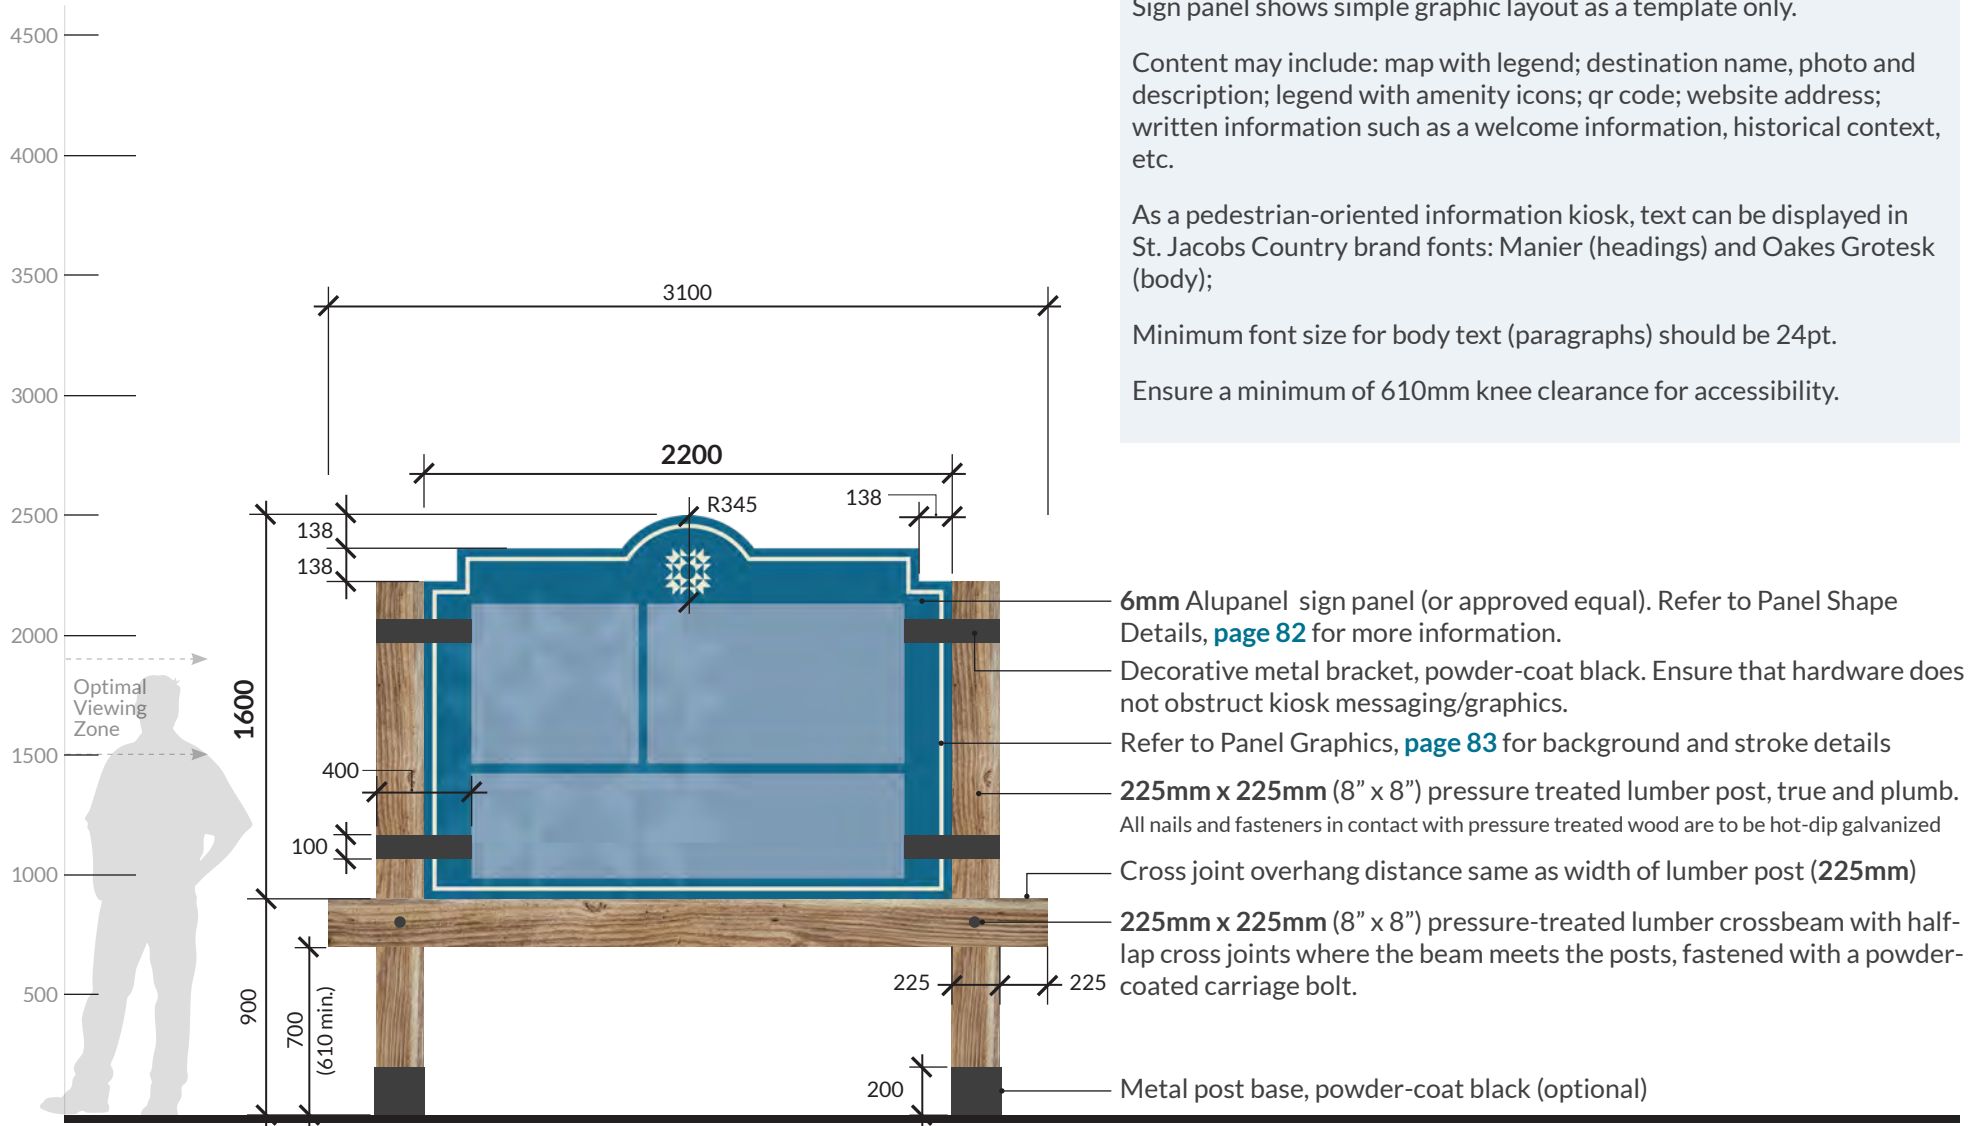 Sign panel shows simple graphic layout as a template only.
Content may include: map with legend; destination name, photo and
description; legend with amenity icons; qr code; website address;
written information such as a welcome information, historical context,
etc.
As a pedestrian-oriented information kiosk, text can be displayed in
St. Jacobs Country brand fonts: Manier (headings) and Oakes Grotesk
(body);
Minimum font size for body text (paragraphs) should be 24pt.
Ensure a minimum of 610mm knee clearance for accessibility.
4500
4000
3500
3000
2500
2000
1500
1000
500
Optimal
Viewing
Zone
3100
2200
R345
138
138
138
1600
400
100
900
700
(610 min.)
225
225
200
6mm Alupanel  sign panel (or approved equal). Refer to Panel Shape
Details, page 82 for more information.
Decorative metal bracket, powder-coat black. Ensure that hardware does
not obstruct kiosk messaging/graphics.
Refer to Panel Graphics, page 83 for background and stroke details
225mm x 225mm (8” x 8”) pressure treated lumber post, true and plumb.
All nails and fasteners in contact with pressure treated wood are to be hot-dip galvanized
Cross joint overhang distance same as width of lumber post (225mm)
225mm x 225mm (8” x 8”) pressure-treated lumber crossbeam with half-
lap cross joints where the beam meets the posts, fastened with a powder-
coated carriage bolt.
Metal post base, powder-coat black (optional)